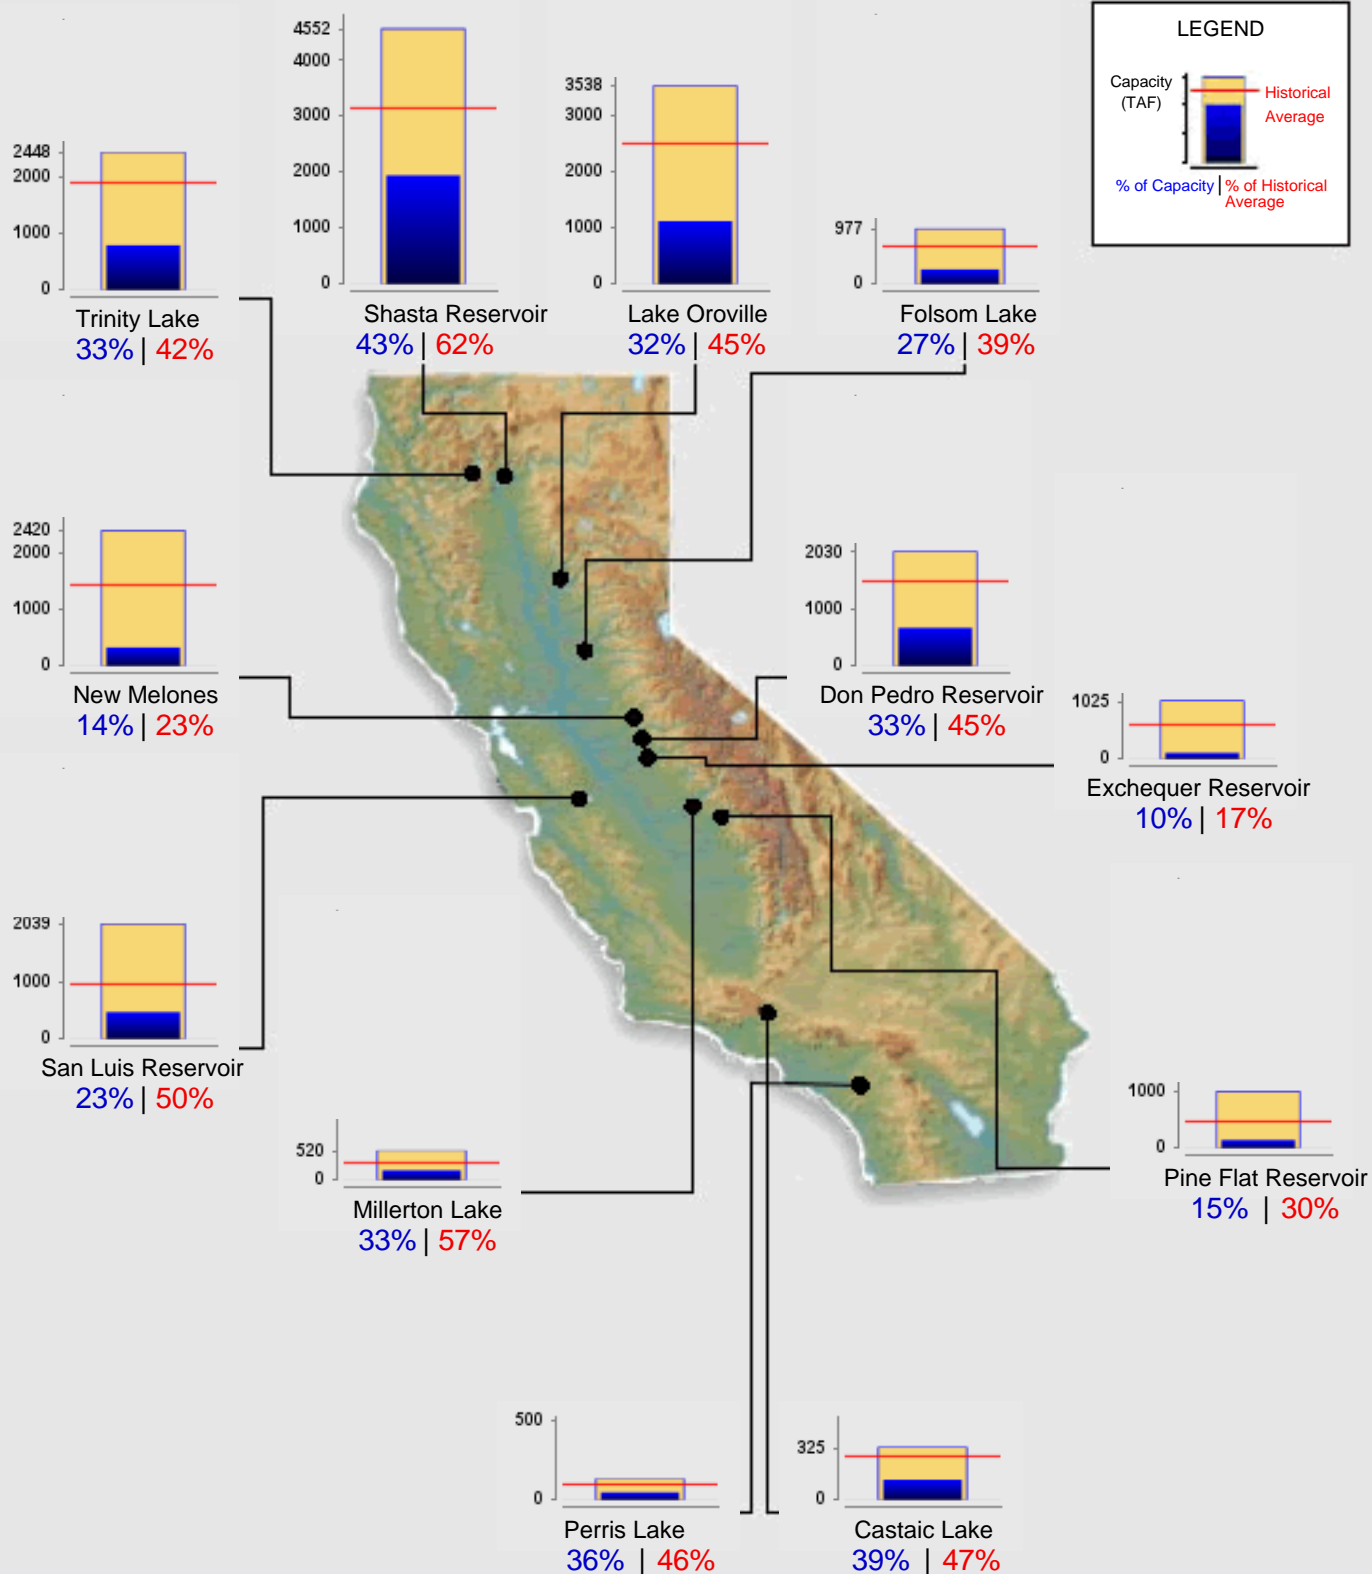 LEGEND
Capacity
(TAF)
Historical
Average
% of Capacity | % of Historical
Average
4552
4000
3000
2000
1000
0
Shasta Reservoir
43% | 62%
3538
3000
2000
1000
0
Lake Oroville
32% | 45%
977
0
Folsom Lake
27% | 39%
2448
2000
1000
0
Trinity Lake
33% | 42%
2420
2000
1000
0
New Melones
14% | 23%
2030
1000
0
Don Pedro Reservoir
33% | 45%
1025
0
Exchequer Reservoir
10% | 17%
2039
1000
0
San Luis Reservoir
23% | 50%
520
0
Millerton Lake
33% | 57%
1000
0
Pine Flat Reservoir
15% | 30%
500
0
Perris Lake
36% | 46%
325
0
Castaic Lake
39% | 47%